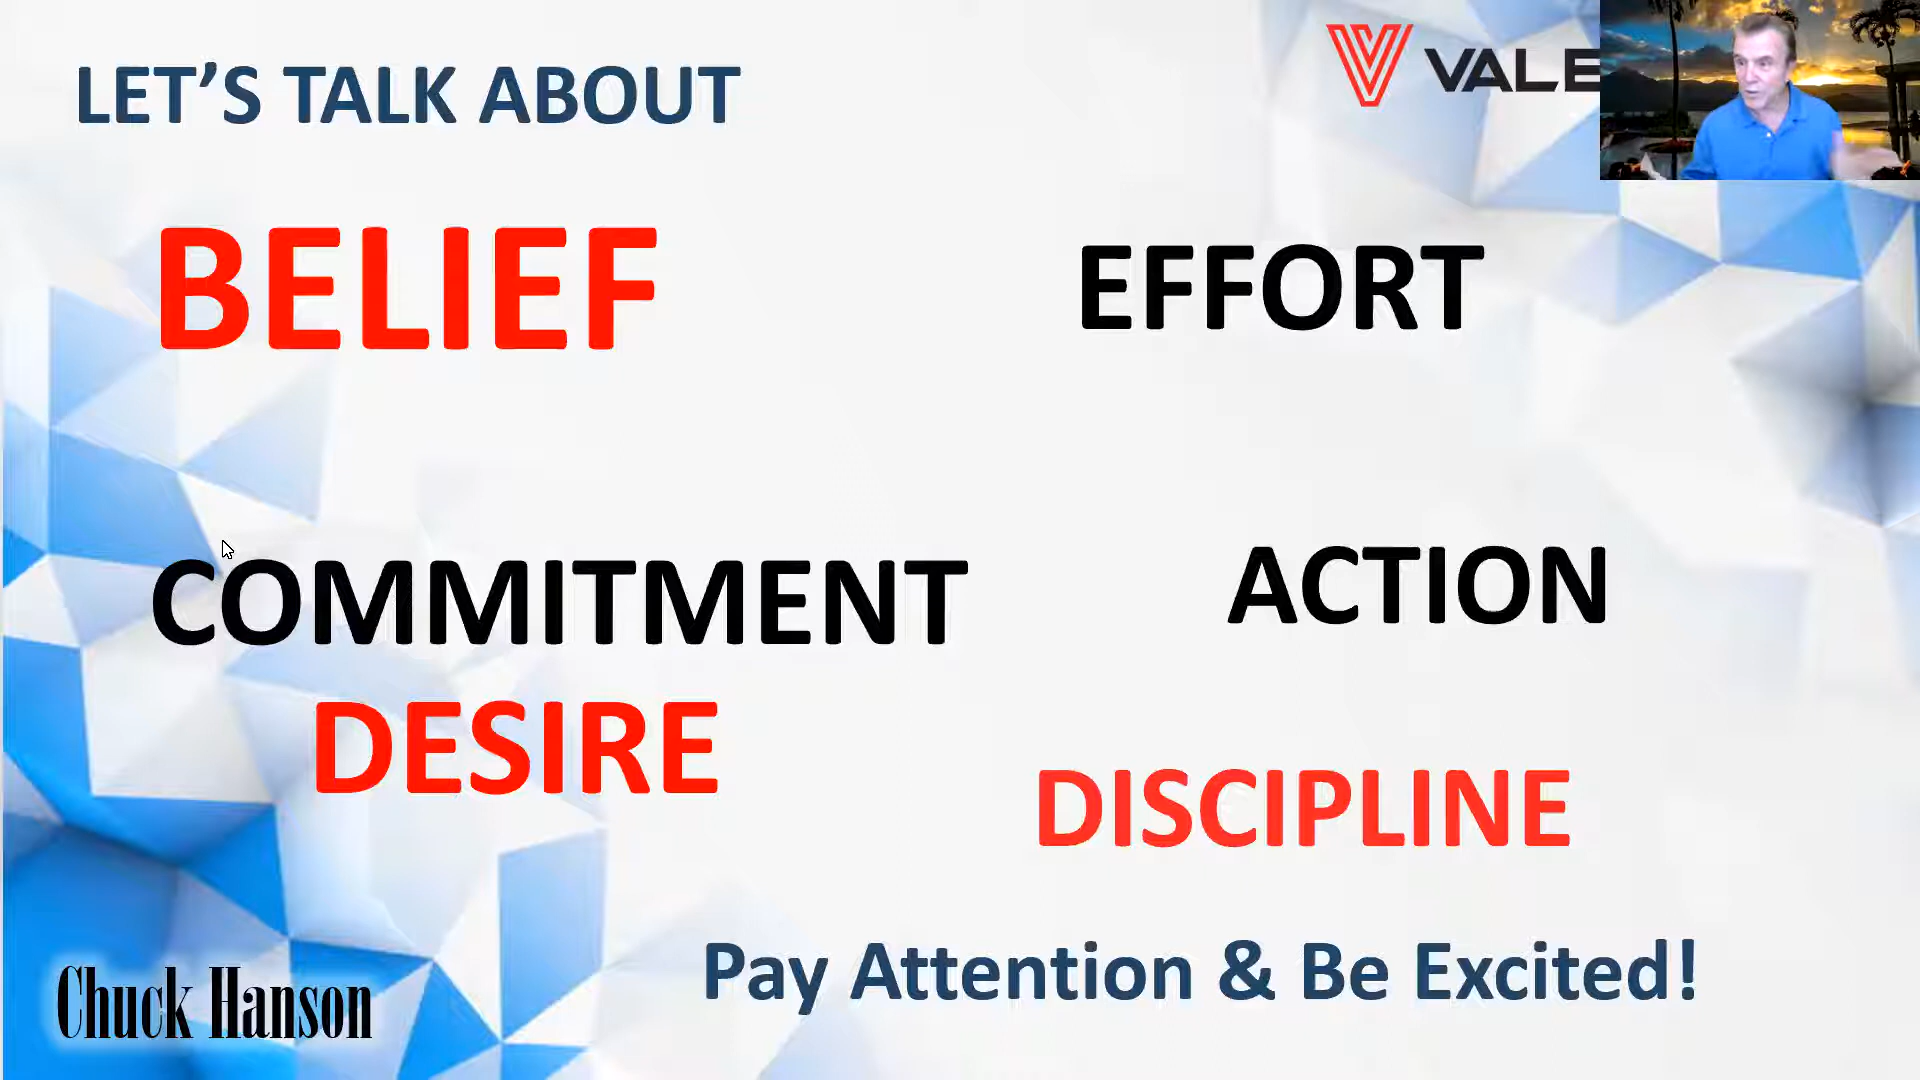 LET’S TALK ABOUT
VALE
BELIEF
EFFORT
COMMITMENT
ACTION
DESIRE
DISCIPLINE
Pay Attention & Be Excited!
Chuck Hanson